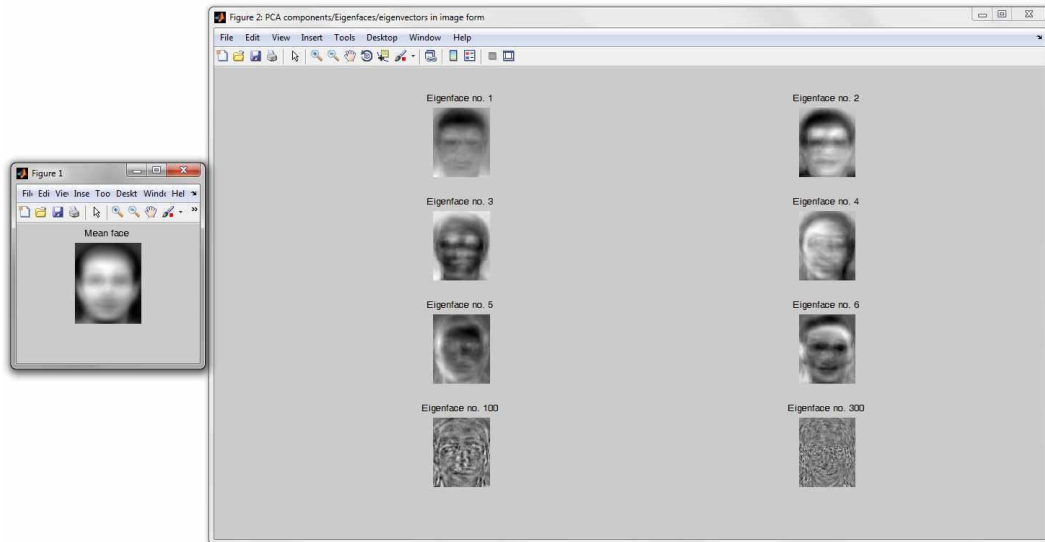 Figure 2: PCA components/Eigenfaces/eigenvectors in image form
File Edit View Insert Tools Desktop Window Help
Eigenface no. 1
Eigenface no. 2
Figure 1
File Edi Vie Inse Too Deskt Windo Hel
Mean face
Eigenface no. 3
Eigenface no. 4
Eigenface no. 5
Eigenface no. 6
Eigenface no. 100
Eigenface no. 300